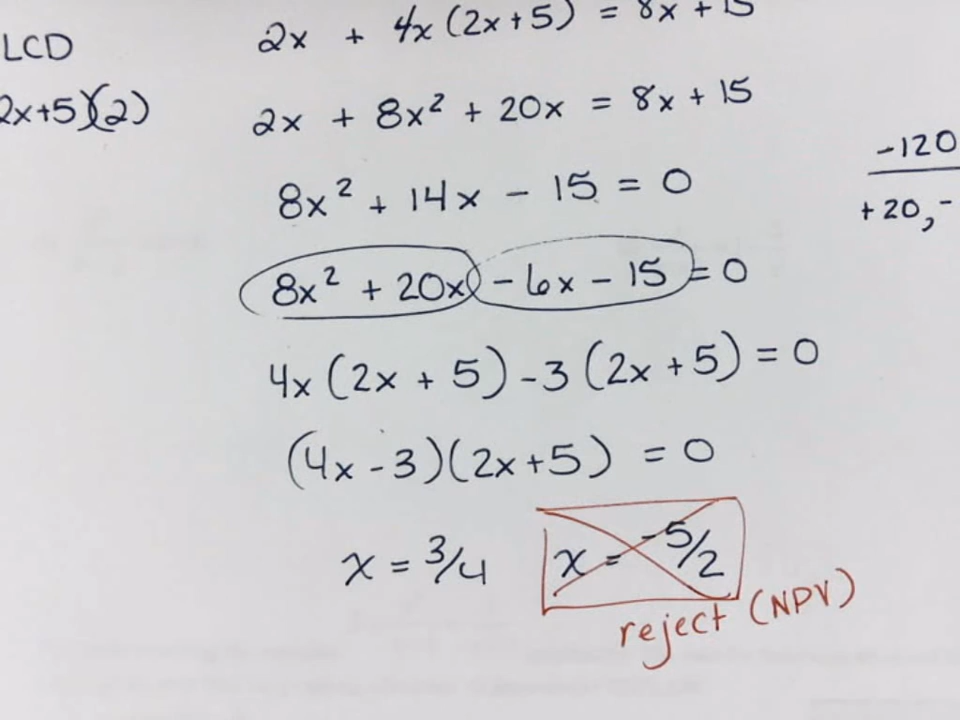 2x + 4x (2x+5) = 8x + 15
LCD
2x+5)(2)
2x + 8x² + 20x = 8x + 15
-120
+20, -
8x² + 14x - 15 = 0
8x² + 20x - 6x - 15 = 0
4x (2x + 5) - 3 (2x + 5) = 0
(4x - 3)(2x + 5) = 0
x = 3/4 x = -5/2
reject (NPV)